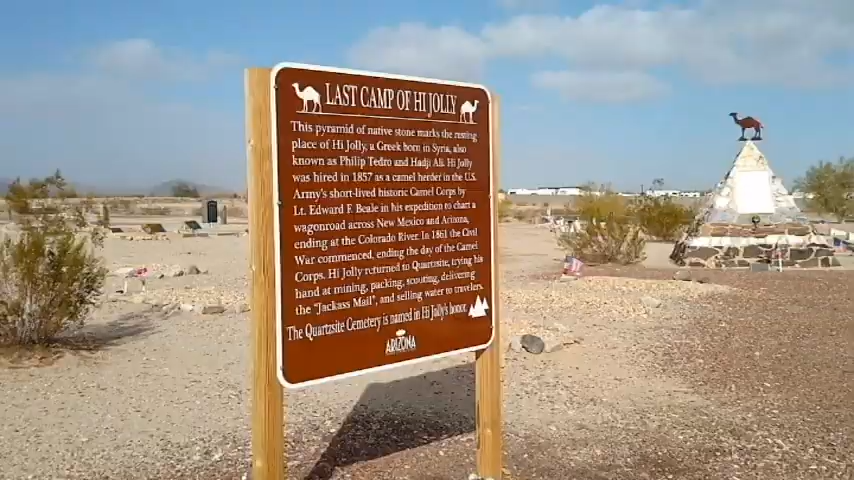 LAST CAMP OF HI JOLLY
This pyramid of native stone marks the resting
place of Hi Jolly, a Greek born in Syria, also
known as Philip Tedro and Hadji Ali. Hi Jolly
was hired in 1857 as a camel herder in the U.S.
Army's short-lived historic Camel Corps by
Lt. Edward F. Beale in his expedition to chart a
wagonroad across New Mexico and Arizona,
ending at the Colorado River. In 1861 the Civil
War commenced, ending the day of the Camel
Corps. Hi Jolly returned to Quartzsite, trying his
hand at mining, packing, scouting, delivering
the "Jackass Mail", and selling water to travelers.
The Quartzsite Cemetery is named in Hi Jolly's honor.
ARIZONA